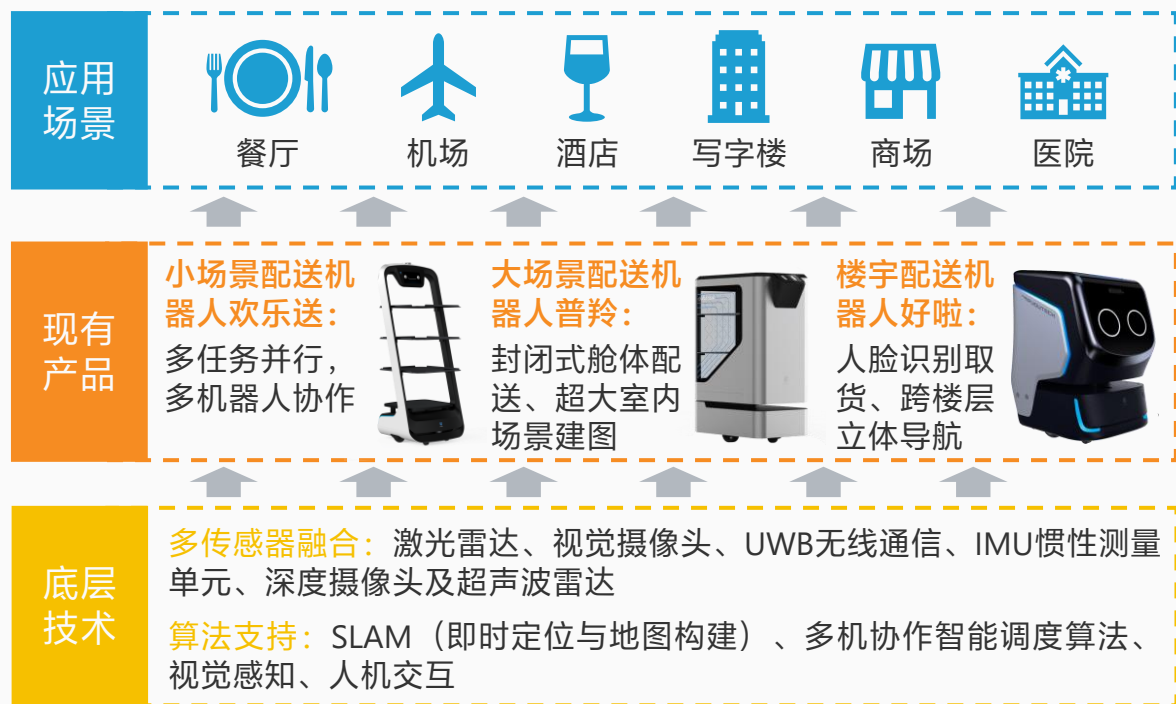 应用
场景
餐厅
机场
酒店
写字楼
商场
医院
现有
产品
小场景配送机
器人欢乐送：
多任务并行，
多机器人协作
大场景配送机
器人普羚：
封闭式舱体配
送、超大室内
场景建图
楼宇配送机
器人好啦：
人脸识别取
货、跨楼层
立体导航
底层
技术
多传感器融合：激光雷达、视觉摄像头、UWB无线通信、IMU惯性测量
单元、深度摄像头及超声波雷达
算法支持：SLAM（即时定位与地图构建）、多机协作智能调度算法、
视觉感知、人机交互